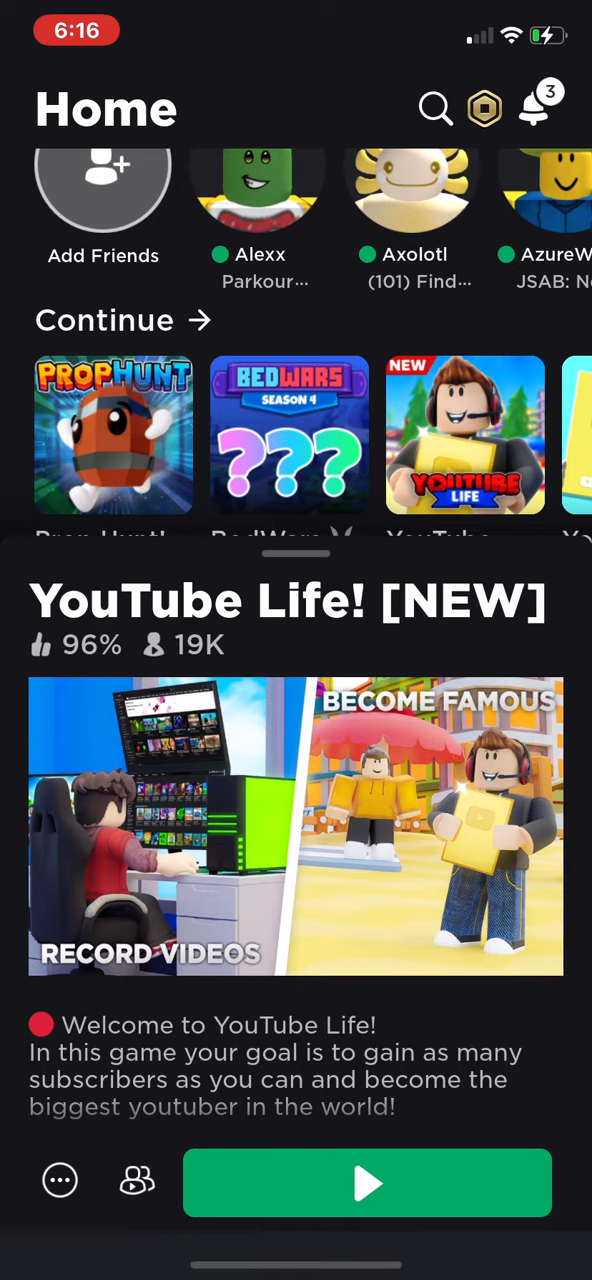 6:16
Home
3
Add Friends
Alexx
Axolotl
AzureW
Parkour...
(101) Find...
JSAB: N
Continue →
PROPHUNT
BEDWARS
SEASON 4
???
NEW
YOUTUBE
LIFE
YouTube Life! [NEW]
96% 19K
BECOME FAMOUS
RECORD VIDEOS
Welcome to YouTube Life!
In this game your goal is to gain as many
subscribers as you can and become the
biggest youtuber in the world!